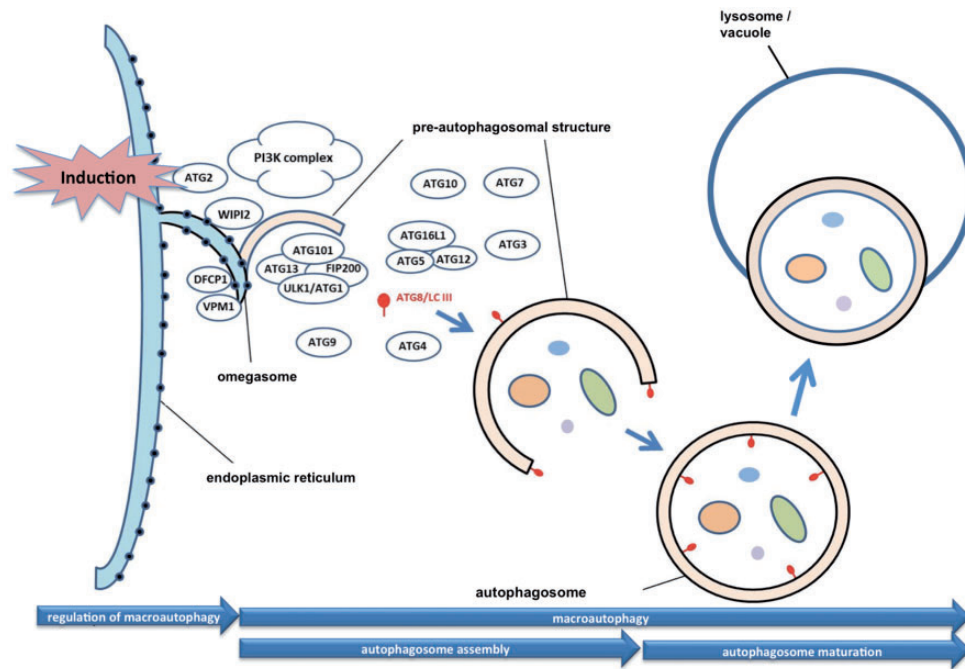 lysosome /
vacuole
pre-autophagosomal structure
PI3K complex
Induction
ATG2
ATG10
ATG7
WIPI2
ATG16L1
ATG3
ATG101
ATG5
ATG12
ATG13
FIP200
DFCP1
ULK1/ATG1
VPM1
ATG8/LC III
ATG9
ATG4
omegasome
endoplasmic reticulum
autophagosome
regulation of macroautophagy
macroautophagy
autophagosome assembly
autophagosome maturation